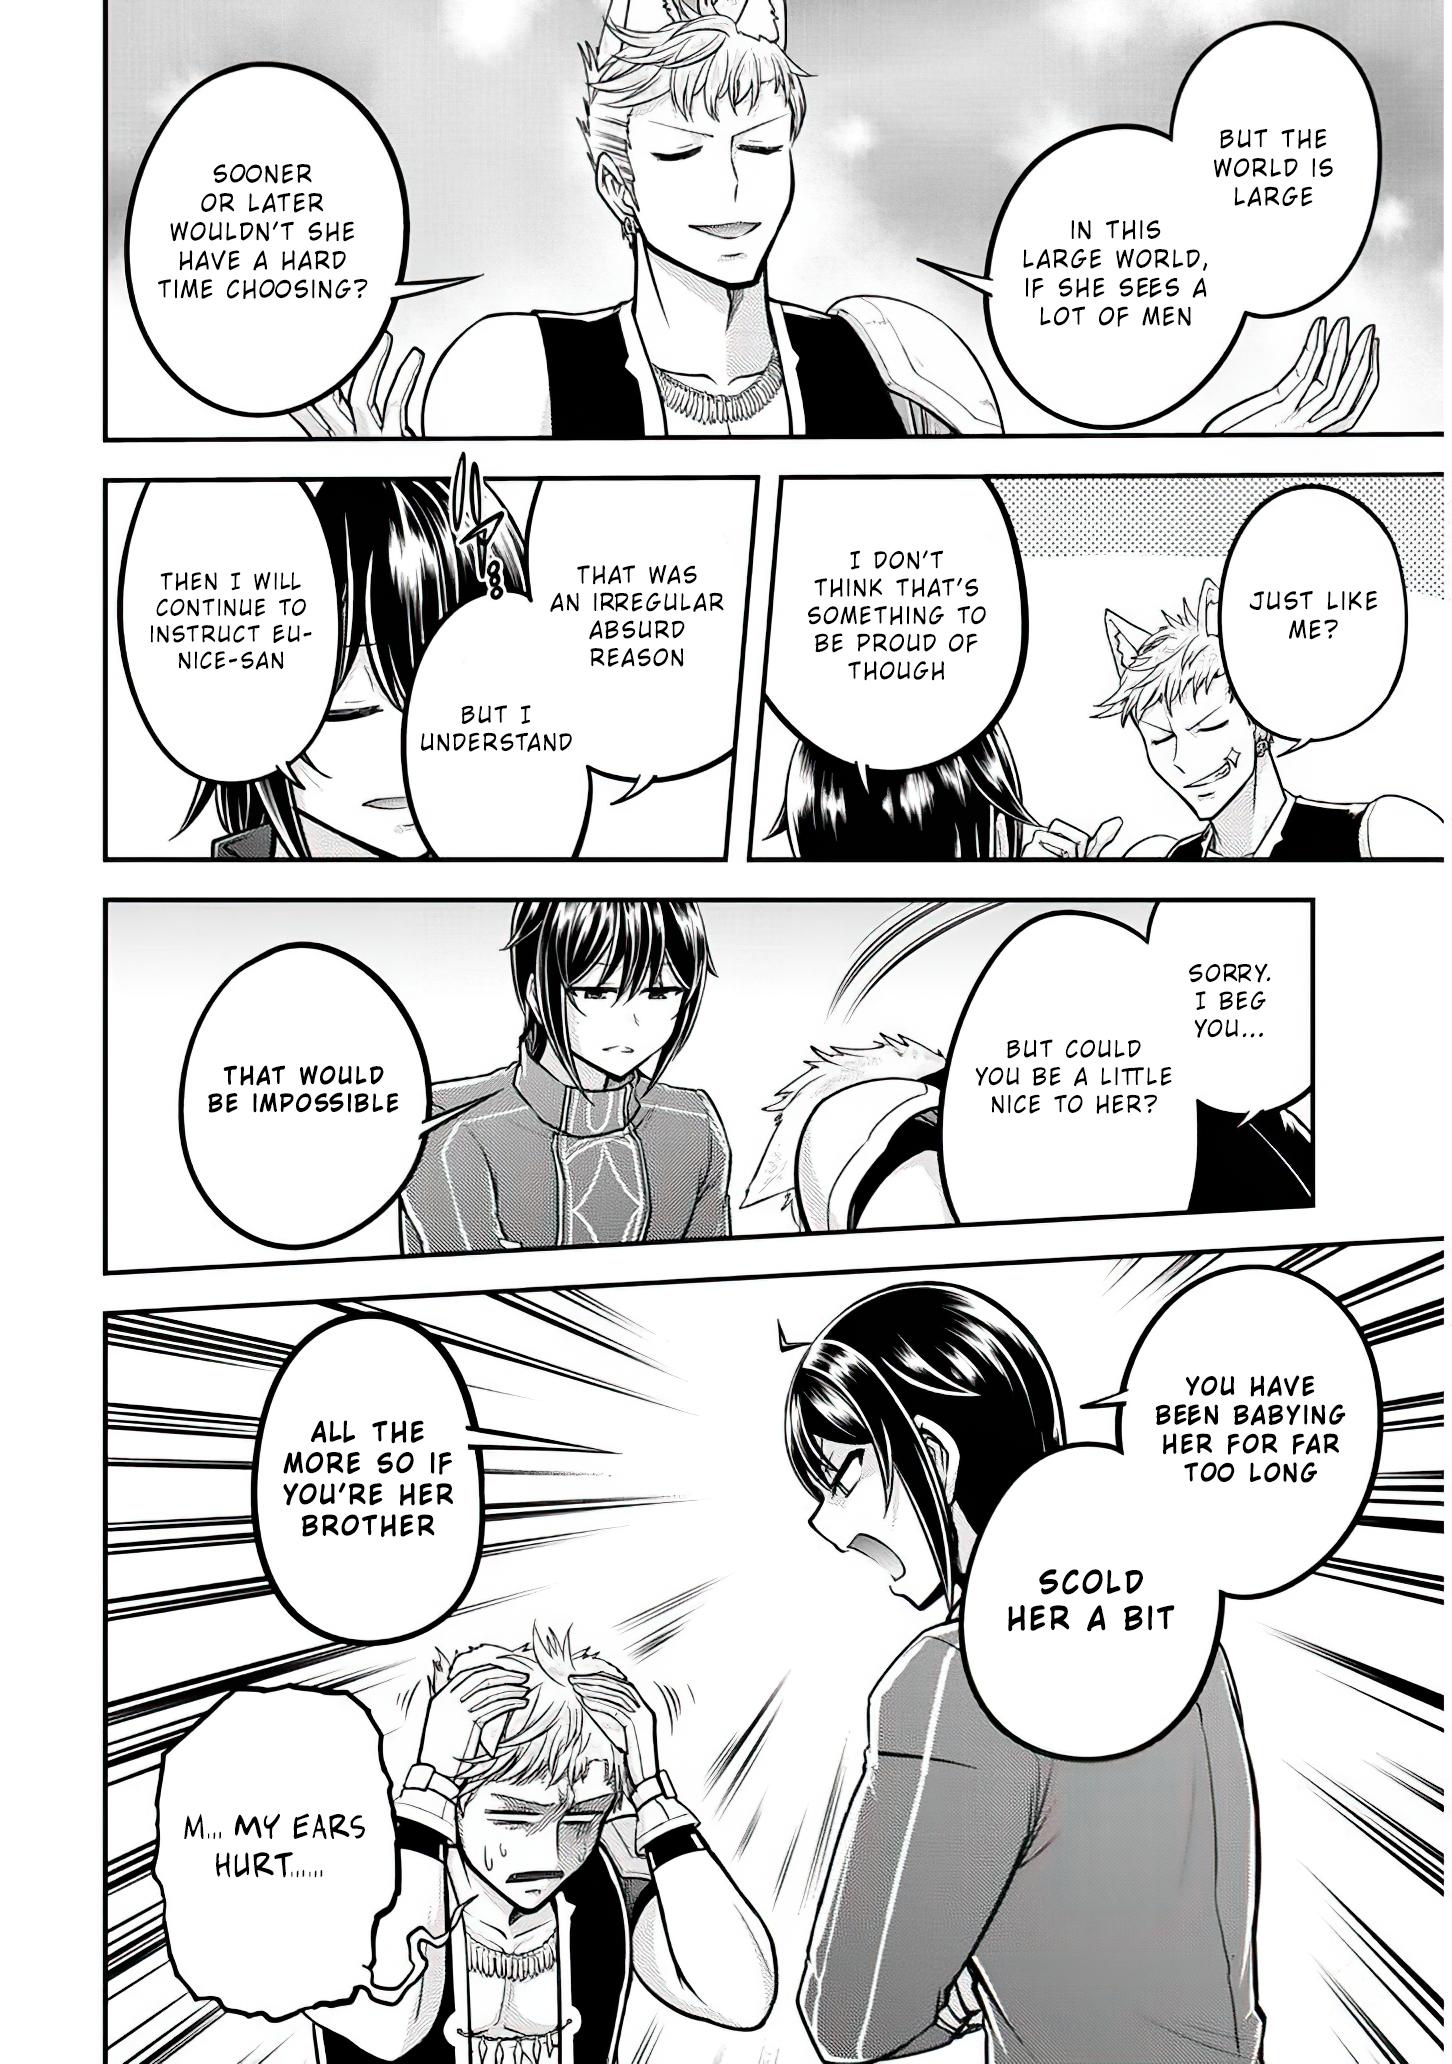 BUT THE
WORLD IS
LARGE
IN THIS
LARGE WORLD,
IF SHE SEES A
LOT OF MEN
SOONER
OR LATER
WOULDN'T SHE
HAVE A HARD
TIME CHOOSING?
JUST LIKE
ME?
I DON'T
THINK THAT'S
SOMETHING TO
BE PROUD OF
THOUGH
THAT WAS
AN IRREGULAR
ABSURD
REASON
BUT I
UNDERSTAND
THEN I WILL
CONTINUE TO
INSTRUCT EU-
NICE-SAN
SORRY.
I BEG
YOU...
BUT COULD
YOU BE A LITTLE
NICE TO HER?
THAT WOULD
BE IMPOSSIBLE
YOU HAVE
BEEN BABYING
HER FOR FAR
TOO LONG
SCOLD
HER A BIT
ALL THE
MORE SO IF
YOU'RE HER
BROTHER
M... MY EARS
HURT......